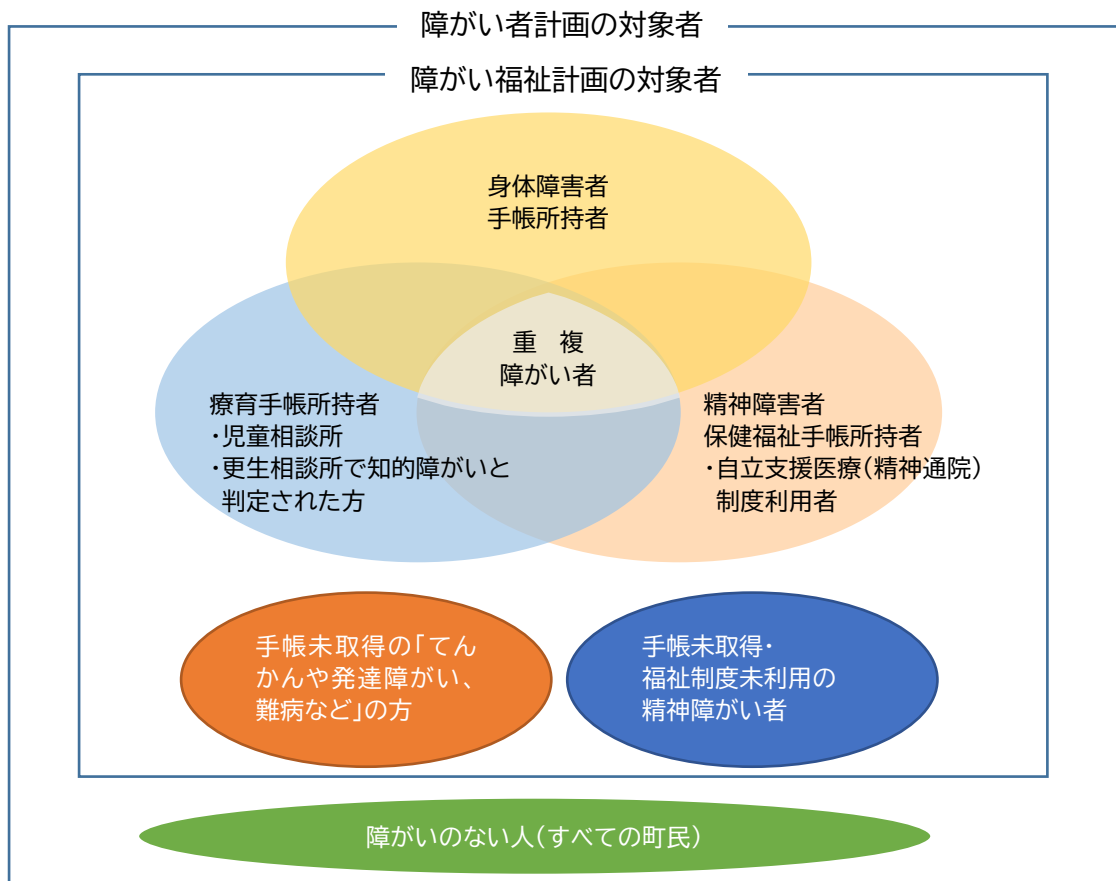 障がい者計画の対象者
障がい福祉計画の対象者
身体障害者
手帳所持者
重　複
障がい者
療育手帳所持者
・児童相談所
・更生相談所で知的障がいと
判定された方
精神障害者
保健福祉手帳所持者
・自立支援医療（精神通院）
制度利用者
手帳未取得の「てん
かんや発達障がい、
難病など」の方
手帳未取得・
福祉制度未利用の
精神障がい者
障がいのない人（すべての町民）